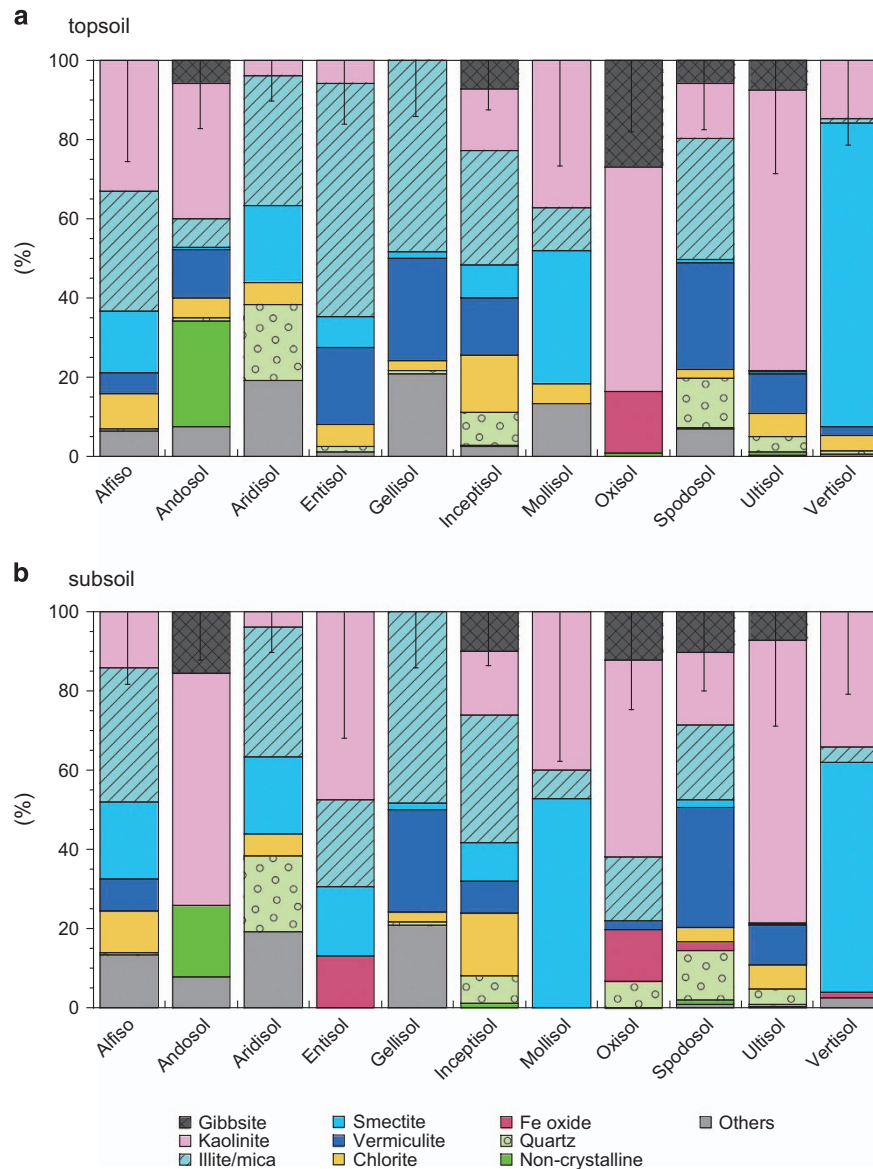 a topsoil
100
80
60
40
20
0
(%)
Alfiso Andosol Aridisol Entisol Gellisol Inceptisol Mollisol Oxisol Spodosol Ultisol Vertisol
b subsoil
100
80
60
40
20
0
(%)
Alfiso Andosol Aridisol Entisol Gellisol Inceptisol Mollisol Oxisol Spodosol Ultisol Vertisol
Gibbsite Smectite Fe oxide Others
Kaolinite Vermiculite Quartz
Illite/mica Chlorite Non-crystalline